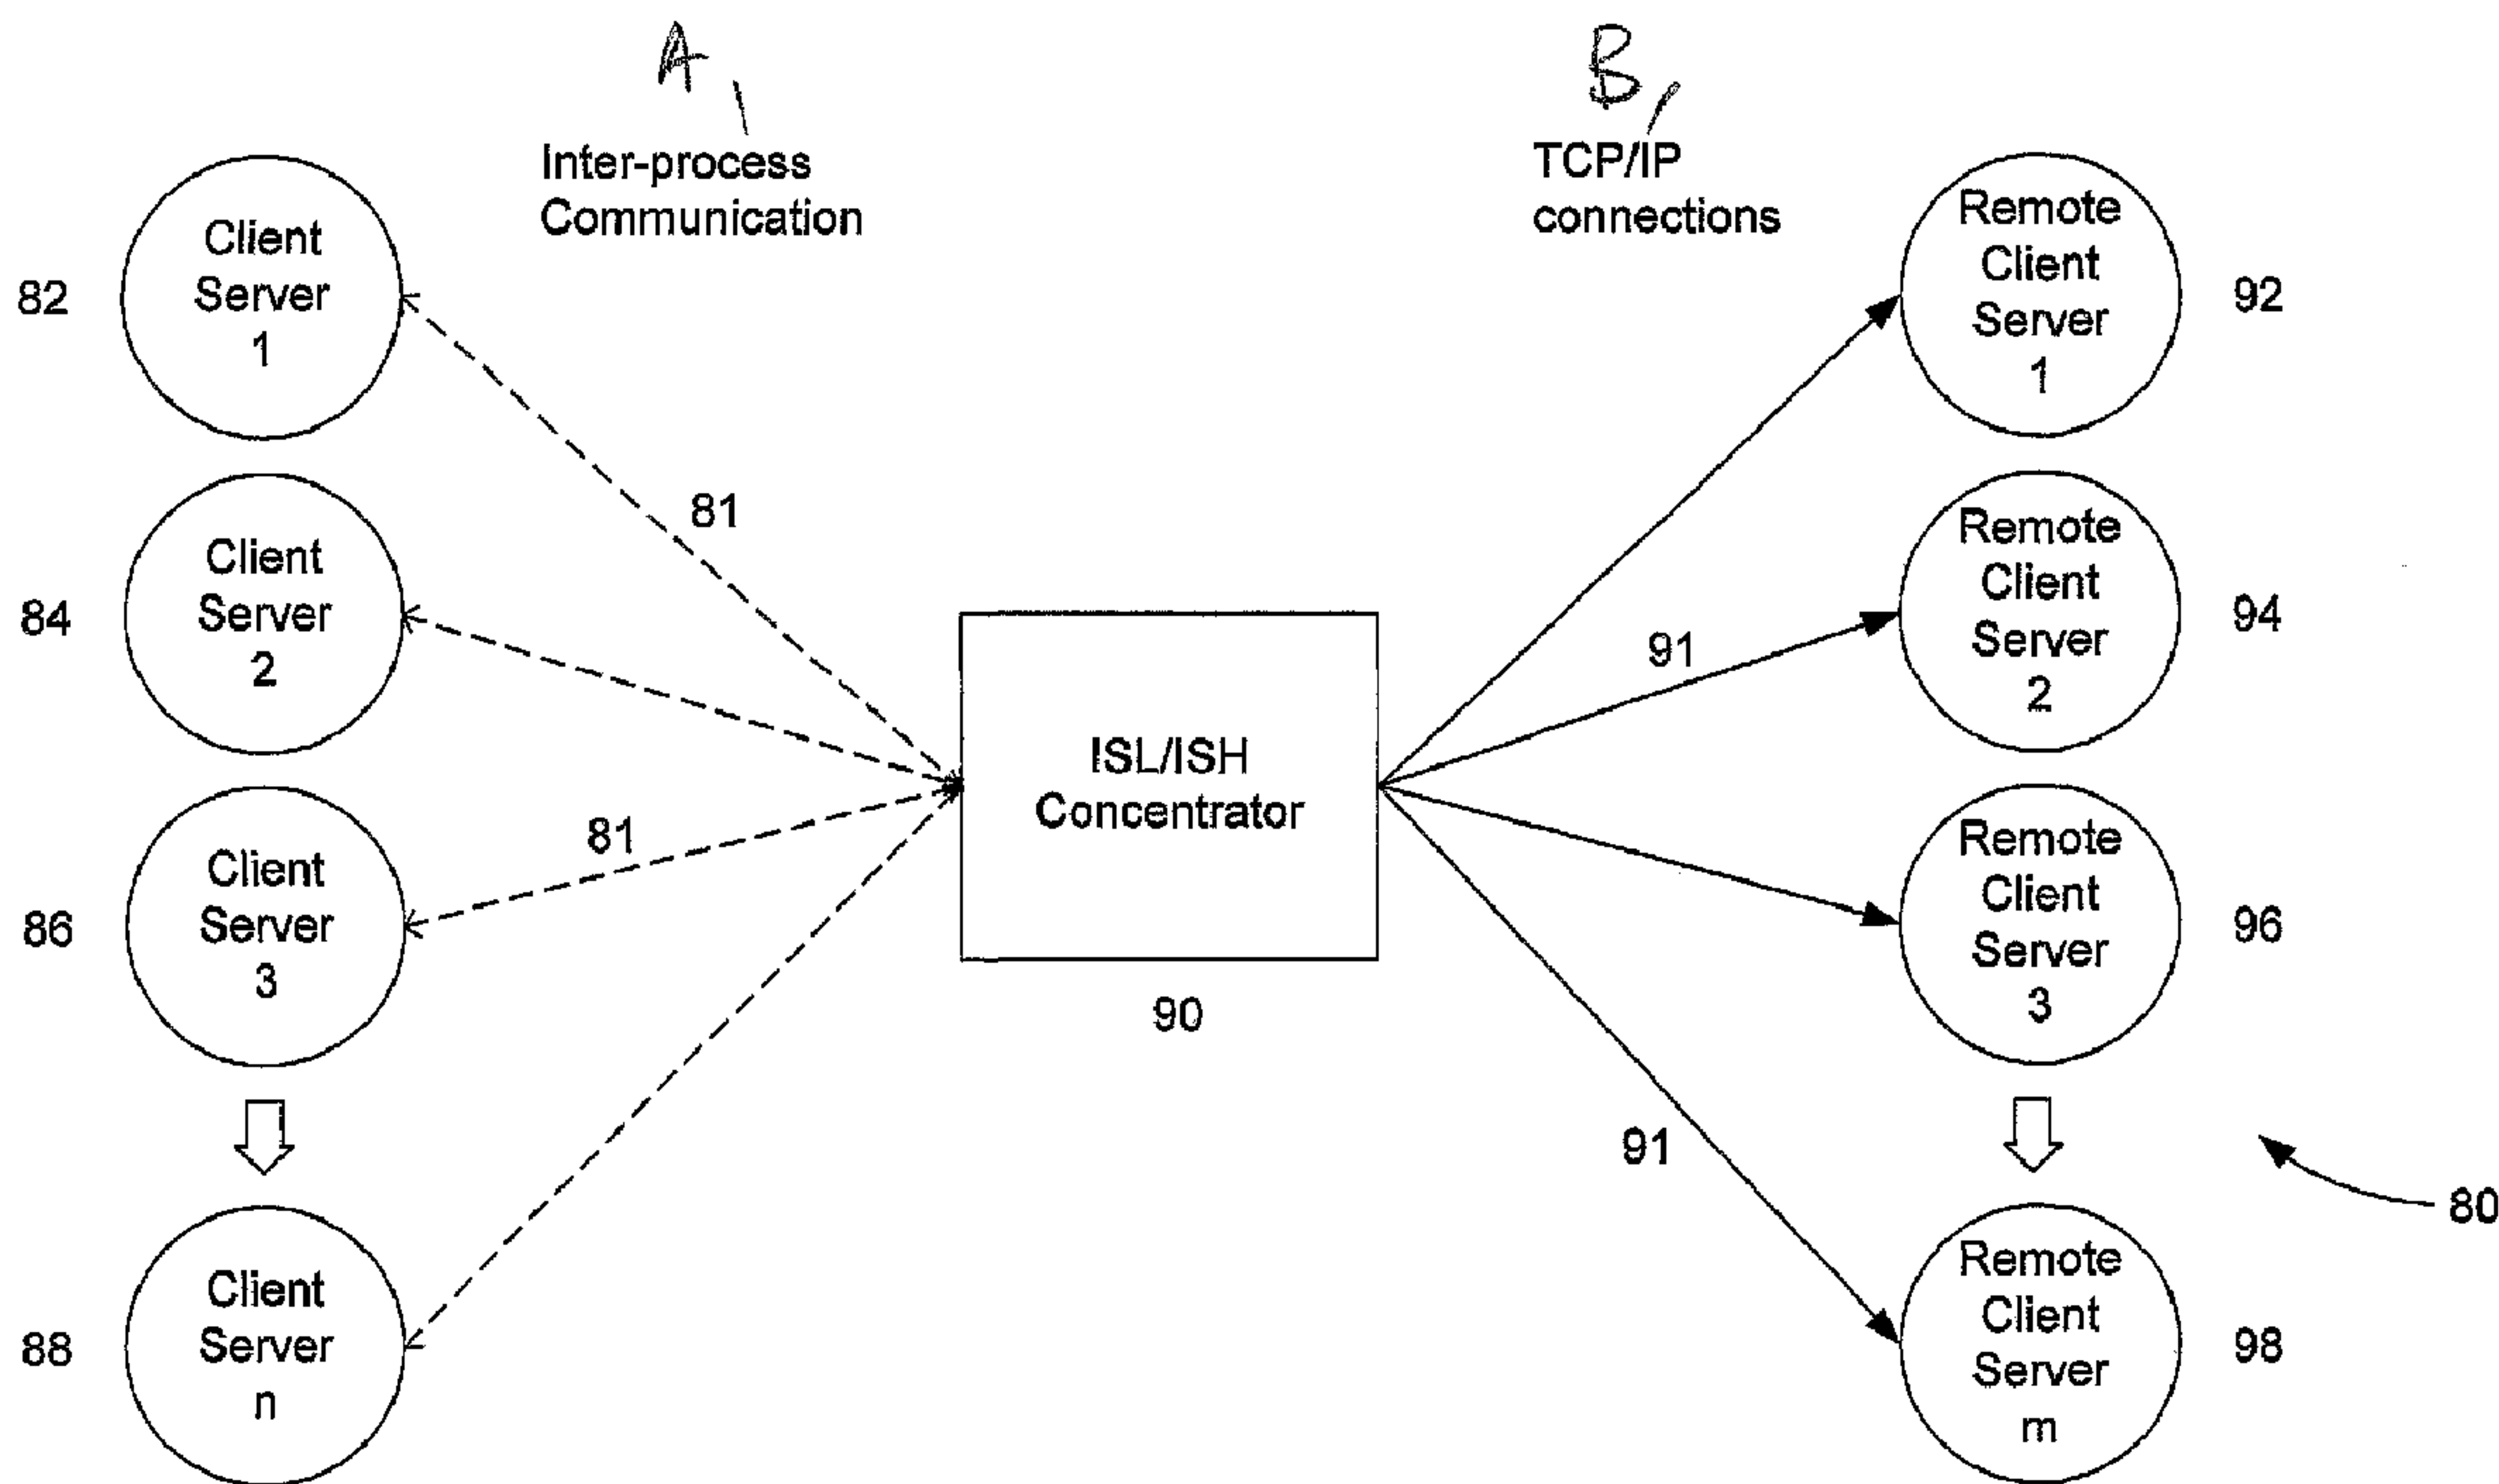 A
B
Inter-process
Communication
TCP/IP
connections
82
Client
Server
1
Remote
Client
Server
1
92
81
84
Client
Server
2
Remote
Client
Server
2
94
91
ISL/ISH
Concentrator
90
81
86
Client
Server
3
Remote
Client
Server
3
96
91
80
88
Client
Server
n
Remote
Client
Server
m
98